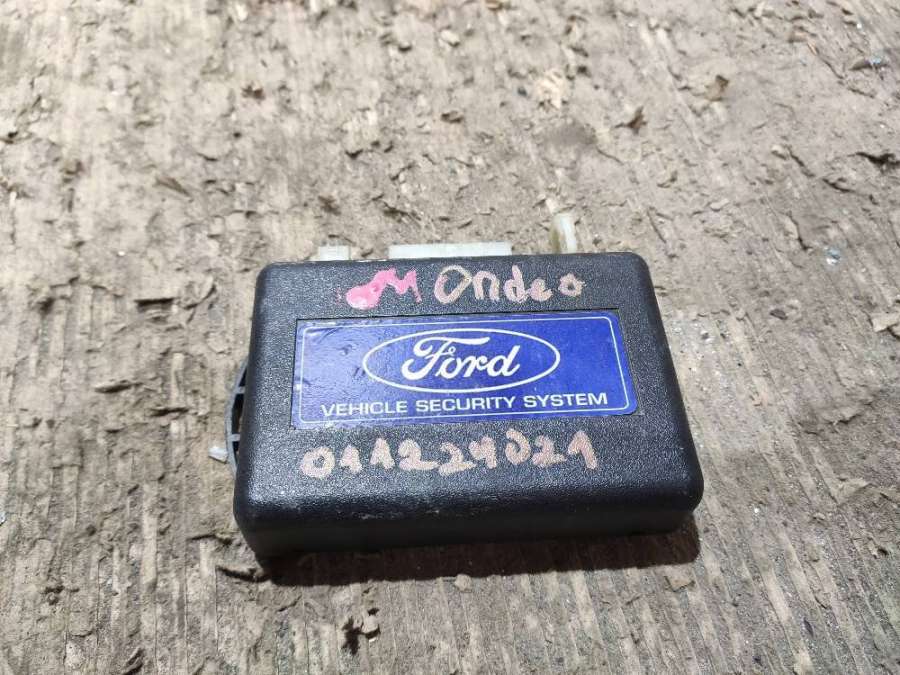 Mondeo
Ford
VEHICLE SECURITY SYSTEM
011224021